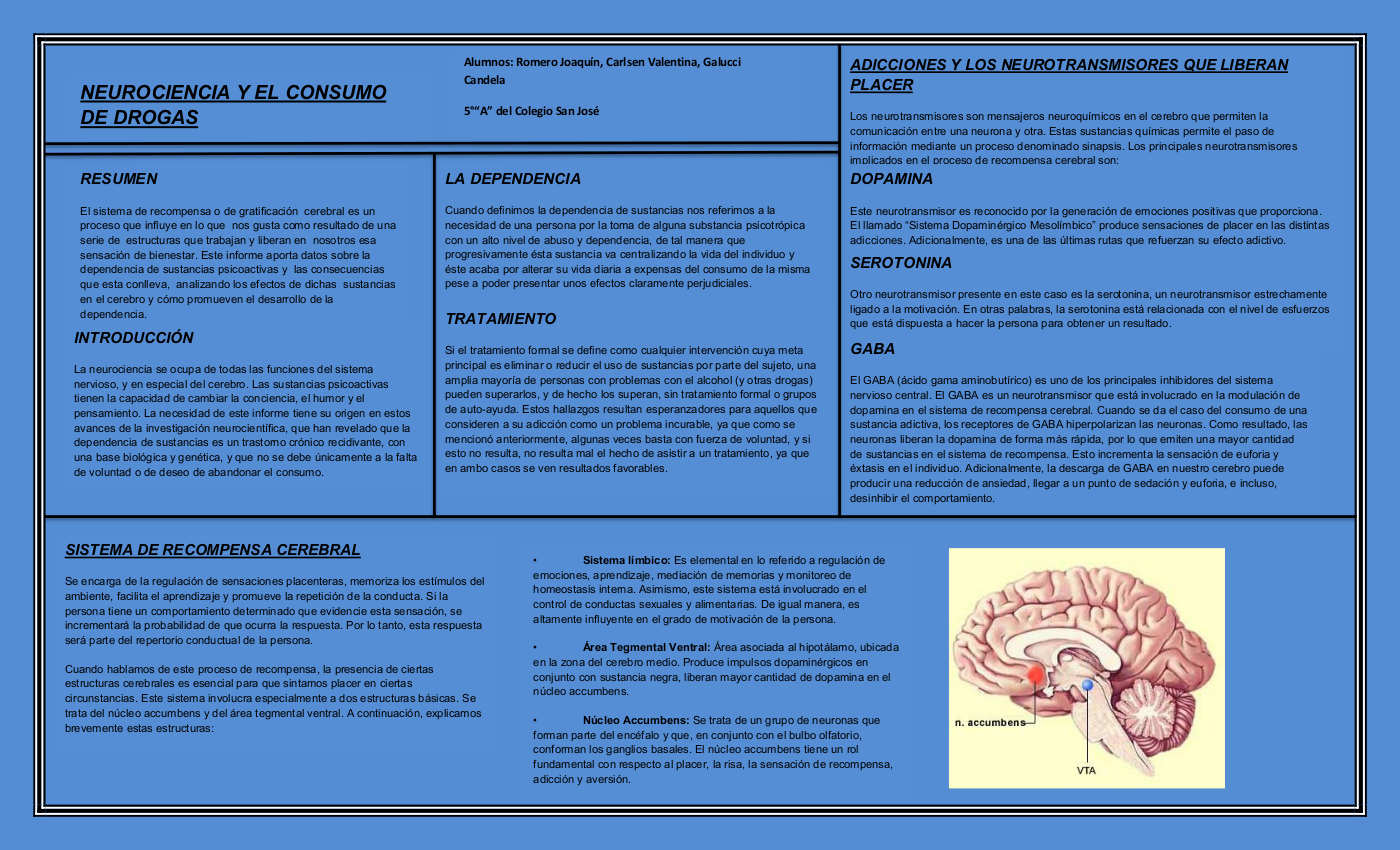 NEUROCIENCIA Y EL CONSUMO
DE DROGAS
Alumnos: Romero Joaquín, Carlsen Valentina, Galucci
Candela
5°“A” del Colegio San José
RESUMEN
El sistema de recompensa o de gratificación cerebral es un
proceso que influye en lo que nos gusta como resultado de una
serie de estructuras que trabajan y liberan en nosotros esa
sensación de bienestar. Este informe aporta datos sobre la
dependencia de sustancias psicoactivas y las consecuencias
que esta conlleva, analizando los efectos de dichas sustancias
en el cerebro y cómo promueven el desarrollo de la
dependencia.
INTRODUCCIÓN
La neurociencia se ocupa de todas las funciones del sistema
nervioso, y en especial del cerebro. Las sustancias psicoactivas
tienen la capacidad de cambiar la conciencia, el humor y el
pensamiento. La necesidad de este informe tiene su origen en estos
avances de la investigación neurocientífica, que han revelado que la
dependencia de sustancias es un trastorno crónico recidivante, con
una base biológica y genética, y que no se debe únicamente a la falta
de voluntad o de deseo de abandonar el consumo.
LA DEPENDENCIA
Cuando definimos la dependencia de sustancias nos referimos a la
necesidad de una persona por la toma de alguna substancia psicotrópica
con un alto nivel de abuso y dependencia, de tal manera que
progresivamente ésta sustancia va centralizando la vida del individuo y
éste acaba por alterar su vida diaria a expensas del consumo de la misma
pese a poder presentar unos efectos claramente perjudiciales.
TRATAMIENTO
Si el tratamiento formal se define como cualquier intervención cuya meta
principal es eliminar o reducir el uso de sustancias por parte del sujeto, una
amplia mayoría de personas con problemas con el alcohol (y otras drogas)
pueden superarlos, y de hecho los superan, sin tratamiento formal o grupos
de auto-ayuda. Estos hallazgos resultan esperanzadores para aquellos que
consideren a su adicción como un problema incurable, ya que como se
mencionó anteriormente, algunas veces basta con fuerza de voluntad, y si
esto no resulta, no resulta mal el hecho de asistir a un tratamiento, ya que
en ambo casos se ven resultados favorables.
ADICCIONES Y LOS NEUROTRANSMISORES QUE LIBERAN
PLACER
Los neurotransmisores son mensajeros neuroquímicos en el cerebro que permiten la
comunicación entre una neurona y otra. Estas sustancias químicas permite el paso de
información mediante un proceso denominado sinapsis. Los principales neurotransmisores
implicados en el proceso de recompensa cerebral son:
DOPAMINA
Este neurotransmisor es reconocido por la generación de emociones positivas que proporciona.
El llamado “Sistema Dopaminérgico Mesolímbico” produce sensaciones de placer en las distintas
adicciones. Adicionalmente, es una de las últimas rutas que refuerzan su efecto adictivo.
SEROTONINA
Otro neurotransmisor presente en este caso es la serotonina, un neurotransmisor estrechamente
ligado a la motivación. En otras palabras, la serotonina está relacionada con el nivel de esfuerzos
que está dispuesta a hacer la persona para obtener un resultado.
GABA
El GABA (ácido gama aminobutírico) es uno de los principales inhibidores del sistema
nervioso central. El GABA es un neurotransmisor que está involucrado en la modulación de
dopamina en el sistema de recompensa cerebral. Cuando se da el caso del consumo de una
sustancia adictiva, los receptores de GABA hiperpolarizan las neuronas. Como resultado, las
neuronas liberan la dopamina de forma más rápida, por lo que emiten una mayor cantidad
de sustancias en el sistema de recompensa. Esto incrementa la sensación de euforia y
éxtasis en el individuo. Adicionalmente, la descarga de GABA en nuestro cerebro puede
producir una reducción de ansiedad, llegar a un punto de sedación y euforia, e incluso,
desinhibir el comportamiento.
SISTEMA DE RECOMPENSA CEREBRAL
Se encarga de la regulación de sensaciones placenteras, memoriza los estímulos del
ambiente, facilita el aprendizaje y promueve la repetición de la conducta. Si la
persona tiene un comportamiento determinado que evidencie esta sensación, se
incrementará la probabilidad de que ocurra la respuesta. Por lo tanto, esta respuesta
será parte del repertorio conductual de la persona.
Cuando hablamos de este proceso de recompensa, la presencia de ciertas
estructuras cerebrales es esencial para que sintamos placer en ciertas
circunstancias. Este sistema involucra especialmente a dos estructuras básicas. Se
trata del núcleo accumbens y del área tegmental ventral. A continuación, explicamos
brevemente estas estructuras:
• Sistema límbico: Es elemental en lo referido a regulación de
emociones, aprendizaje, mediación de memorias y monitoreo de
homeostasis interna. Asimismo, este sistema está involucrado en el
control de conductas sexuales y alimentarias. De igual manera, es
altamente influyente en el grado de motivación de la persona.
• Área Tegmental Ventral: Área asociada al hipotálamo, ubicada
en la zona del cerebro medio. Produce impulsos dopaminérgicos en
conjunto con sustancia negra, liberan mayor cantidad de dopamina en el
núcleo accumbens.
• Núcleo Accumbens: Se trata de un grupo de neuronas que
forman parte del encéfalo y que, en conjunto con el bulbo olfatorio,
conforman los ganglios basales. El núcleo accumbens tiene un rol
fundamental con respecto al placer, la risa, la sensación de recompensa,
adicción y aversión.
n. accumbens
VTA